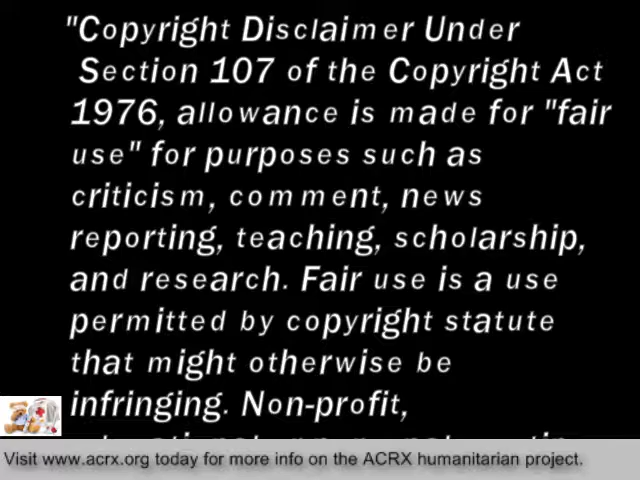 "Copyright Disclaimer Under
Section 107 of the Copyright Act
1976, allowance is made for "fair
use" for purposes such as
criticism, comment, news
reporting, teaching, scholarship,
and research. Fair use is a use
permitted by copyright statute
that might otherwise be
infringing. Non-profit,
Visit www.acrx.org today for more info on the ACRX humanitarian project.